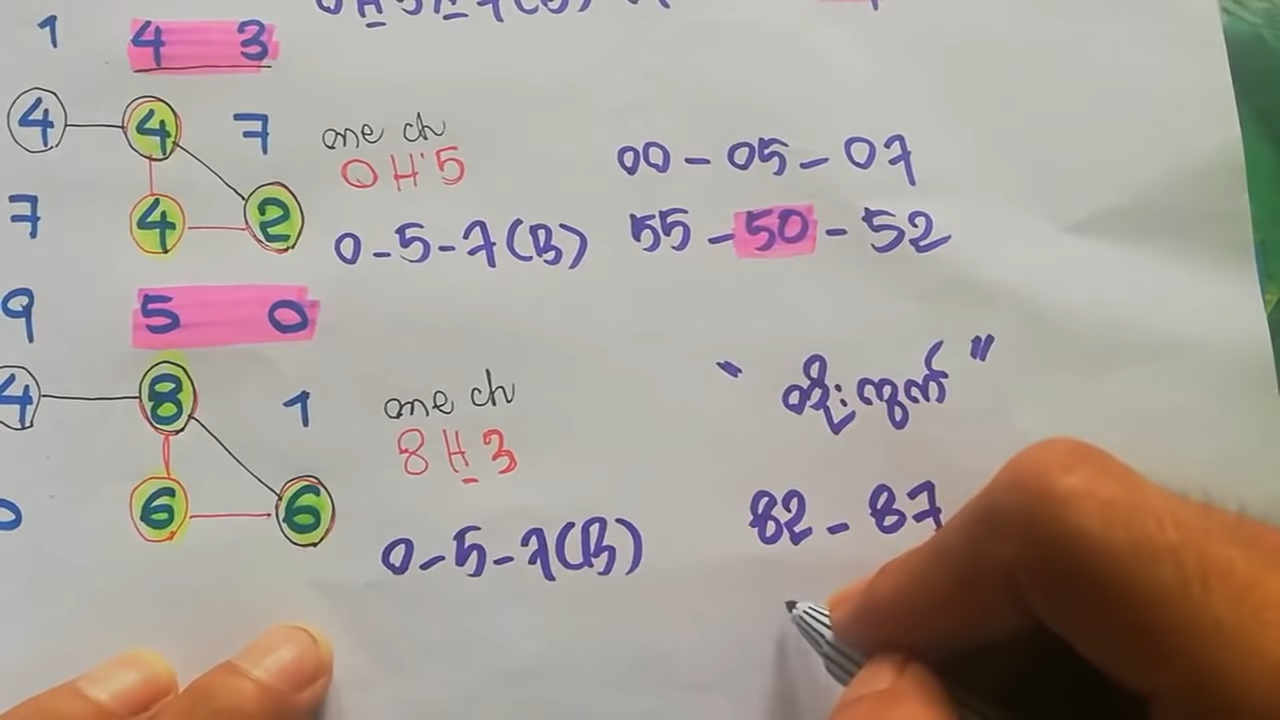 1 4 3
4 4 7
one ch
0 H 5
00 - 05 - 07
7 4 2
0-5-7(B)
55 - 50 - 52
9 5 0
4 8 1
one ch
8 H 3
" တိုးကွက် "
6 6
0-5-7(B)
82 - 87